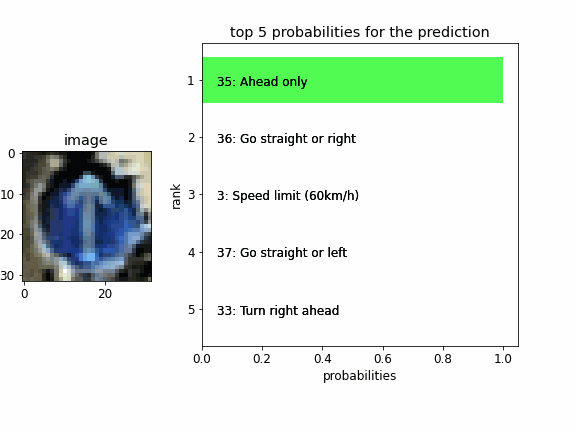 top 5 probabilities for the prediction
1
35: Ahead only
2
36: Go straight or right
3
3: Speed limit (60km/h)
4
37: Go straight or left
5
33: Turn right ahead
rank
0.0 0.2 0.4 0.6 0.8 1.0
probabilities
image
0
10
20
30
0 20